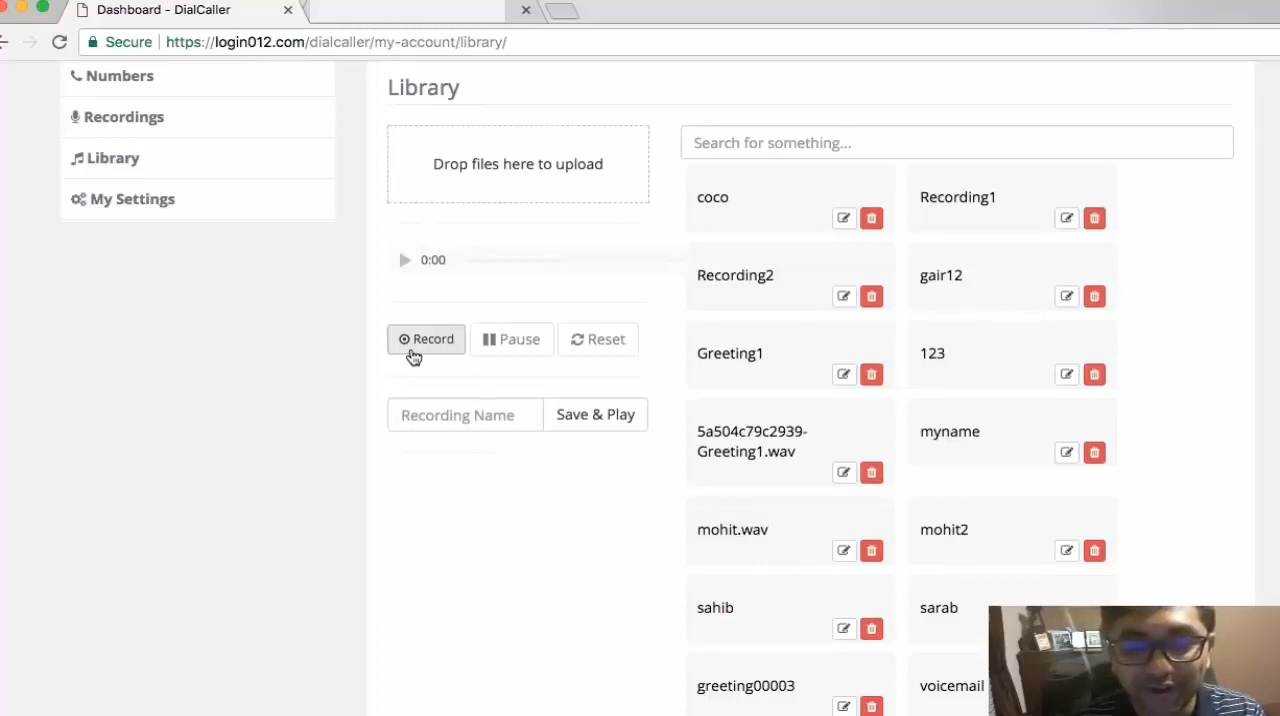 Dashboard - DialCaller
Secure
https://login012.com/dialcaller/my-account/library/
Numbers
Recordings
Library
My Settings
Library
Drop files here to upload
0:00
Record
Pause
Reset
Recording Name
Save & Play
Search for something...
coco
Recording1
Recording2
gair12
Greeting1
123
5a504c79c2939-
Greeting1.wav
myname
mohit.wav
mohit2
sahib
sarab
greeting00003
voicemail